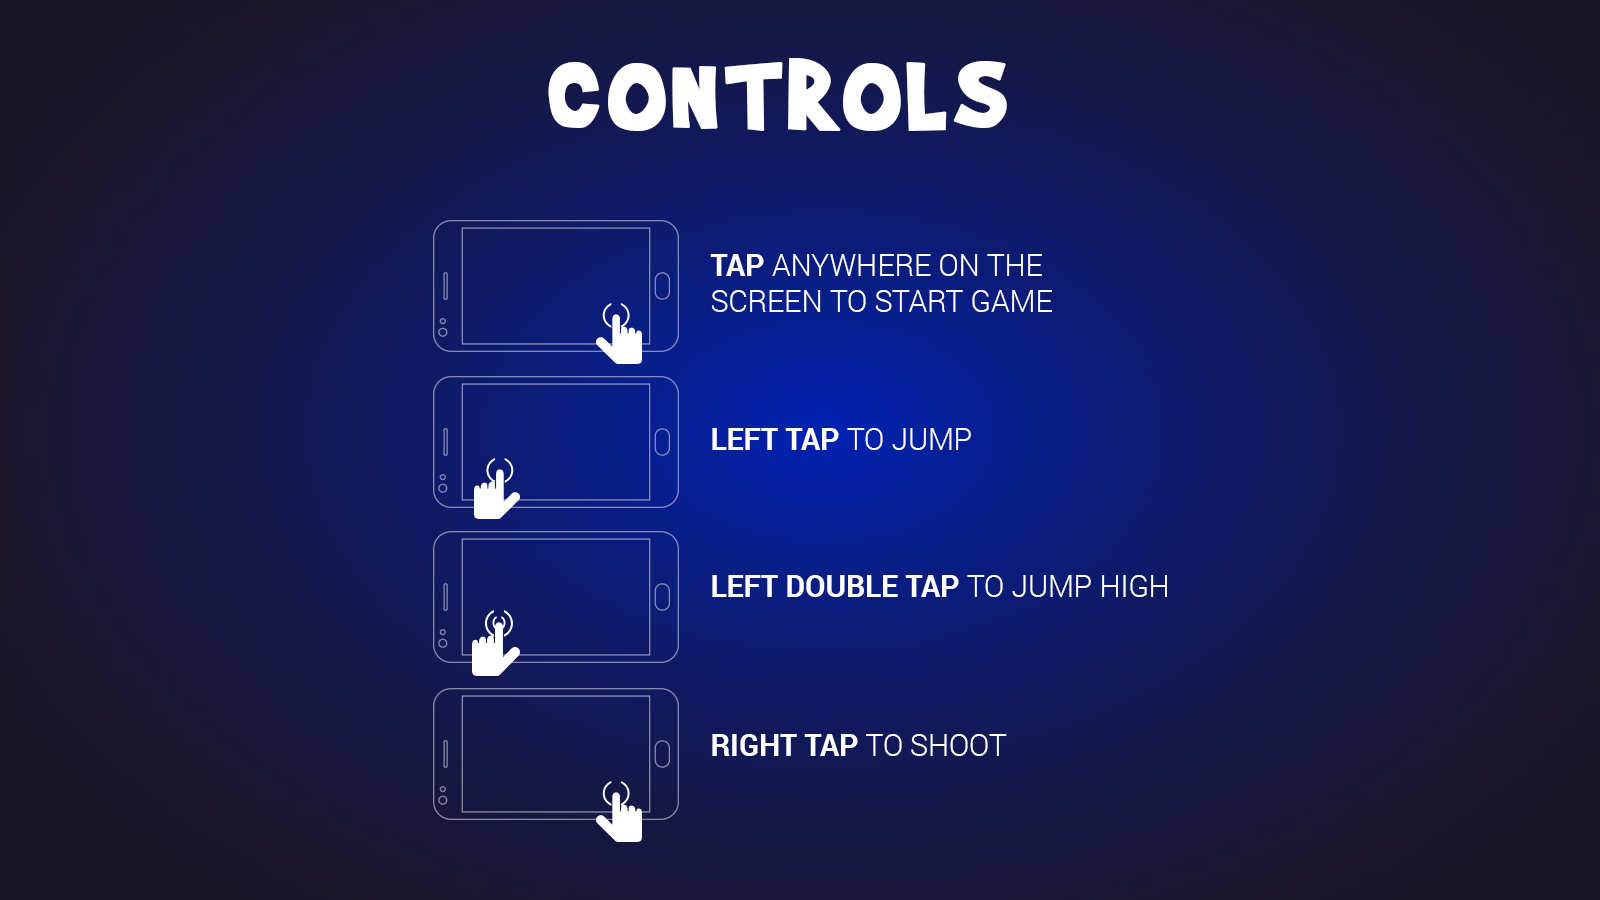 CONTROLS
TAP ANYWHERE ON THE
SCREEN TO START GAME
LEFT TAP TO JUMP
LEFT DOUBLE TAP TO JUMP HIGH
RIGHT TAP TO SHOOT